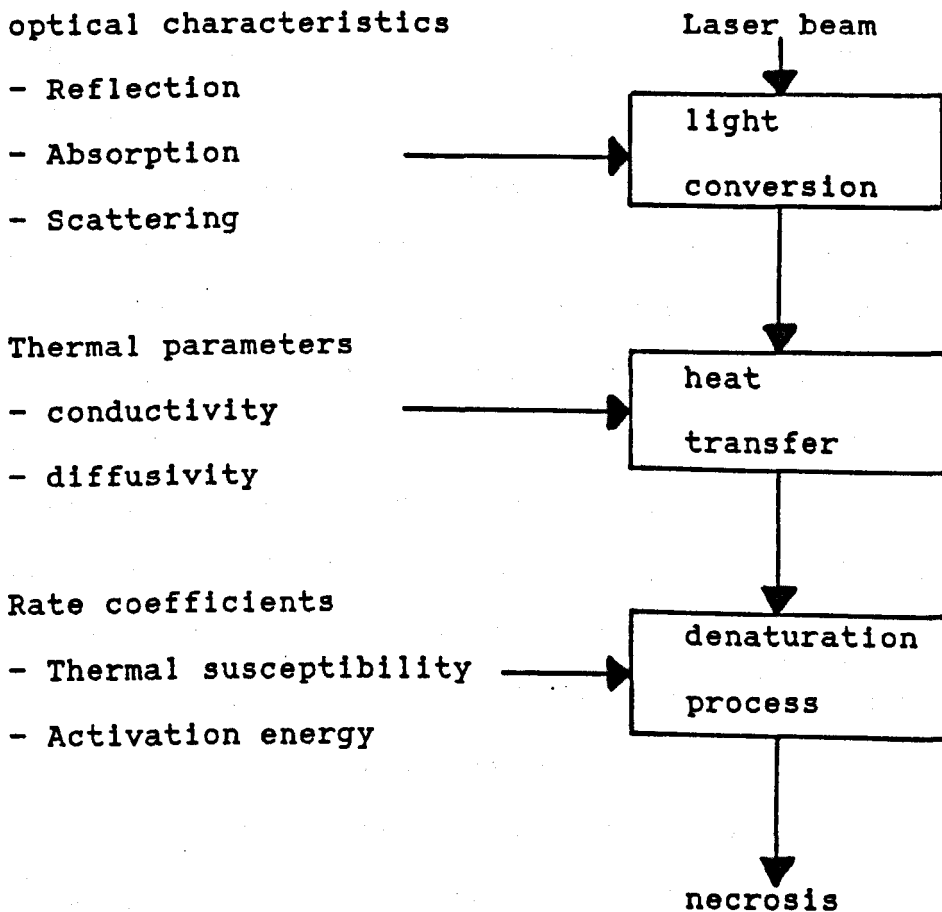 optical characteristics
- Reflection
- Absorption
- Scattering
Laser beam
light
conversion
Thermal parameters
- conductivity
- diffusivity
heat
transfer
Rate coefficients
- Thermal susceptibility
- Activation energy
denaturation
process
necrosis